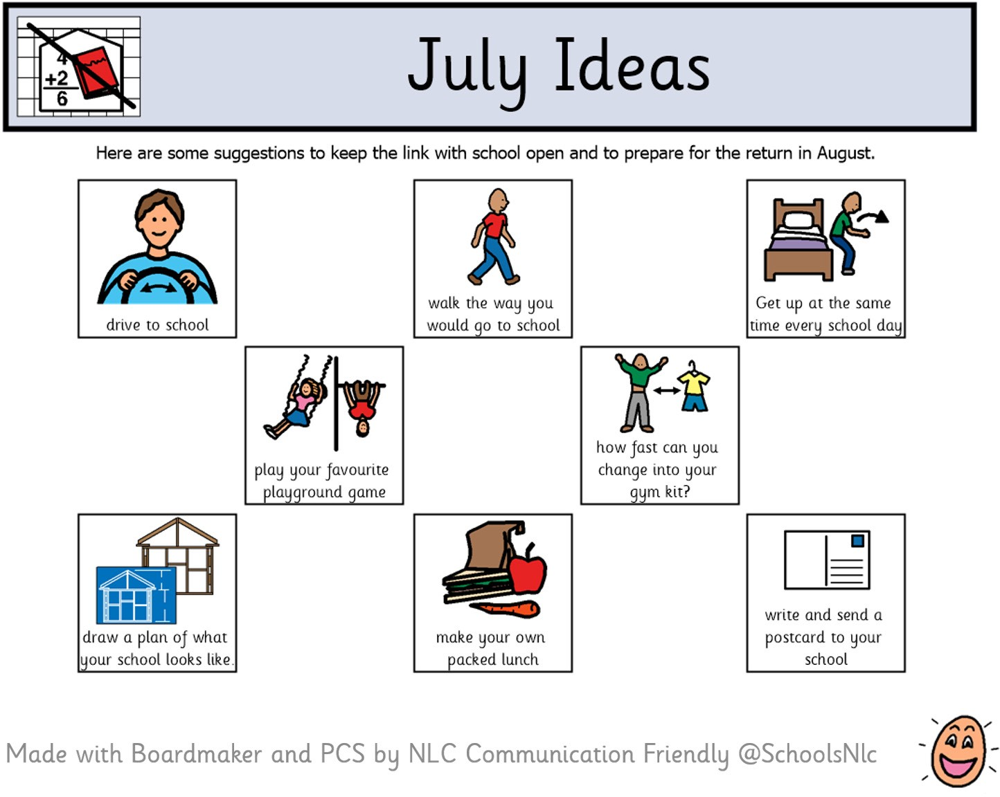 4
+2
6
July Ideas
Here are some suggestions to keep the link with school open and to prepare for the return in August.
drive to school
walk the way you
would go to school
Get up at the same
time every school day
play your favourite
playground game
how fast can you
change into your
gym kit?
draw a plan of what
your school looks like.
make your own
packed lunch
write and send a
postcard to your
school
Made with Boardmaker and PCS by NLC Communication Friendly @SchoolsNlc